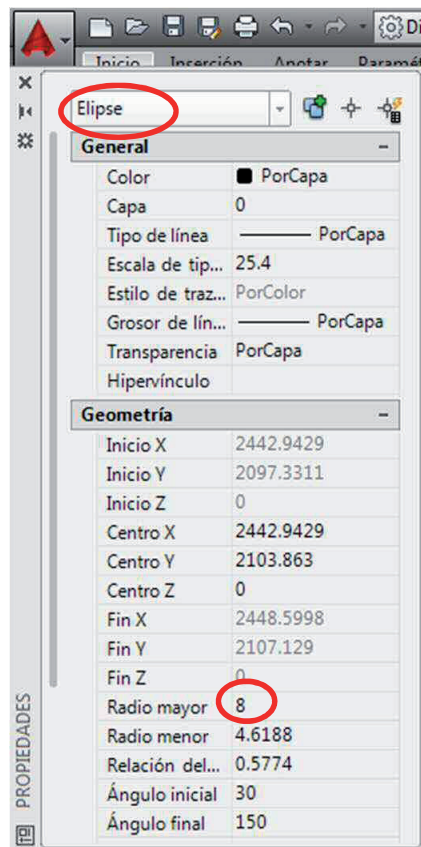 Di
Inicio Inserción Anotar Paramét
Elipse
General –
Color PorCapa
Capa 0
Tipo de línea PorCapa
Escala de tip... 25.4
Estilo de traz... PorColor
Grosor de lín... PorCapa
Transparencia PorCapa
Hipervínculo
Geometría –
Inicio X 2442.9429
Inicio Y 2097.3311
Inicio Z 0
Centro X 2442.9429
Centro Y 2103.863
Centro Z 0
Fin X 2448.5998
Fin Y 2107.129
Fin Z 0
Radio mayor 8
Radio menor 4.6188
Relación del... 0.5774
Ángulo inicial 30
Ángulo final 150
PROPIEDADES